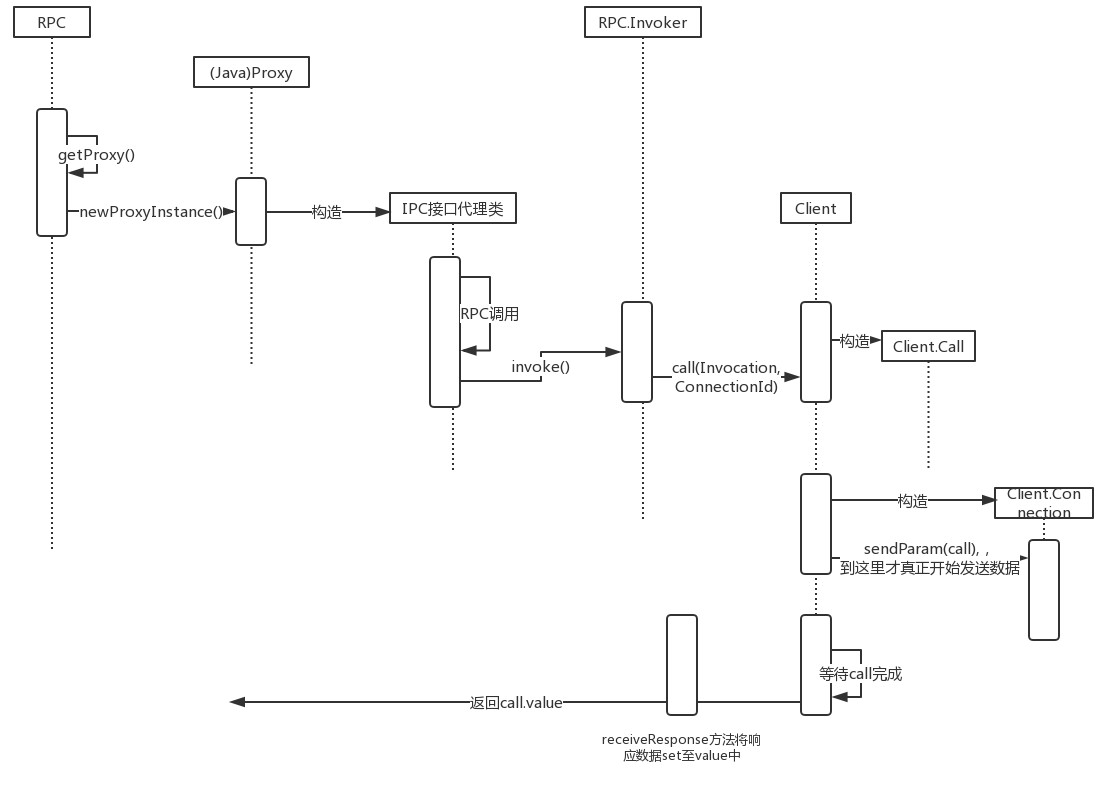 RPC
RPC.Invoker
(Java)Proxy
getProxy()
newProxyInstance()
构造
IPC接口代理类
Client
RPC调用
构造
Client.Call
invoke()
call(Invocation,
ConnectionId)
构造
Client.Con
nection
sendParam(call), ,
到这里才真正开始发送数据
等待call完成
返回call.value
receiveResponse方法将响
应数据set至value中